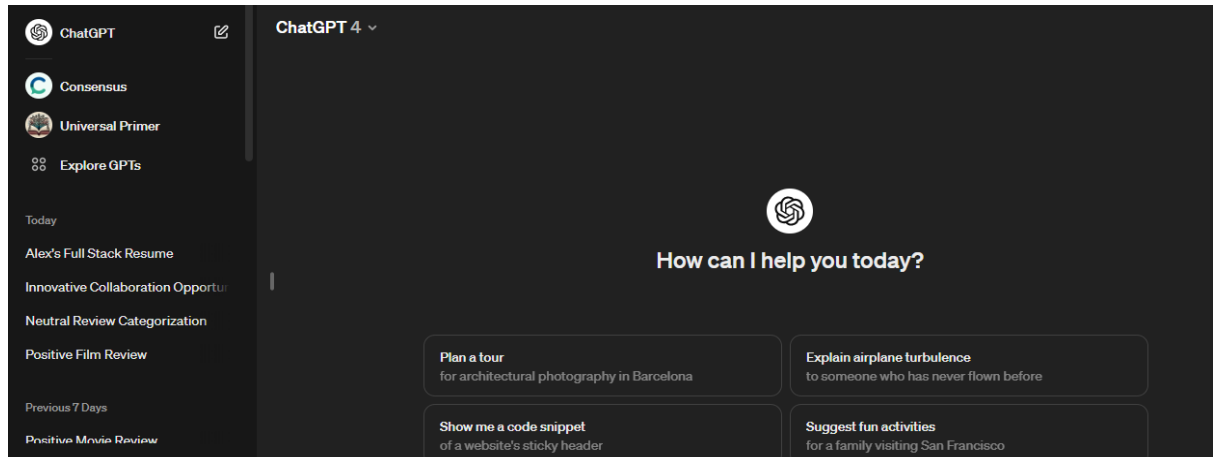 ChatGPT
Consensus
Universal Primer
Explore GPTs
Today
Alex's Full Stack Resume
Innovative Collaboration
Neutral Review Categorization
Positive Film Review
Previous 7 Days
Positive Movie Review
ChatGPT 4
How can I help you today?
Plan a tour
for architectural photography in Barcelona
Explain airplane turbulence
to someone who has never flown before
Show me a code snippet
of a website's sticky header
Suggest fun activities
for a family visiting San Francisco